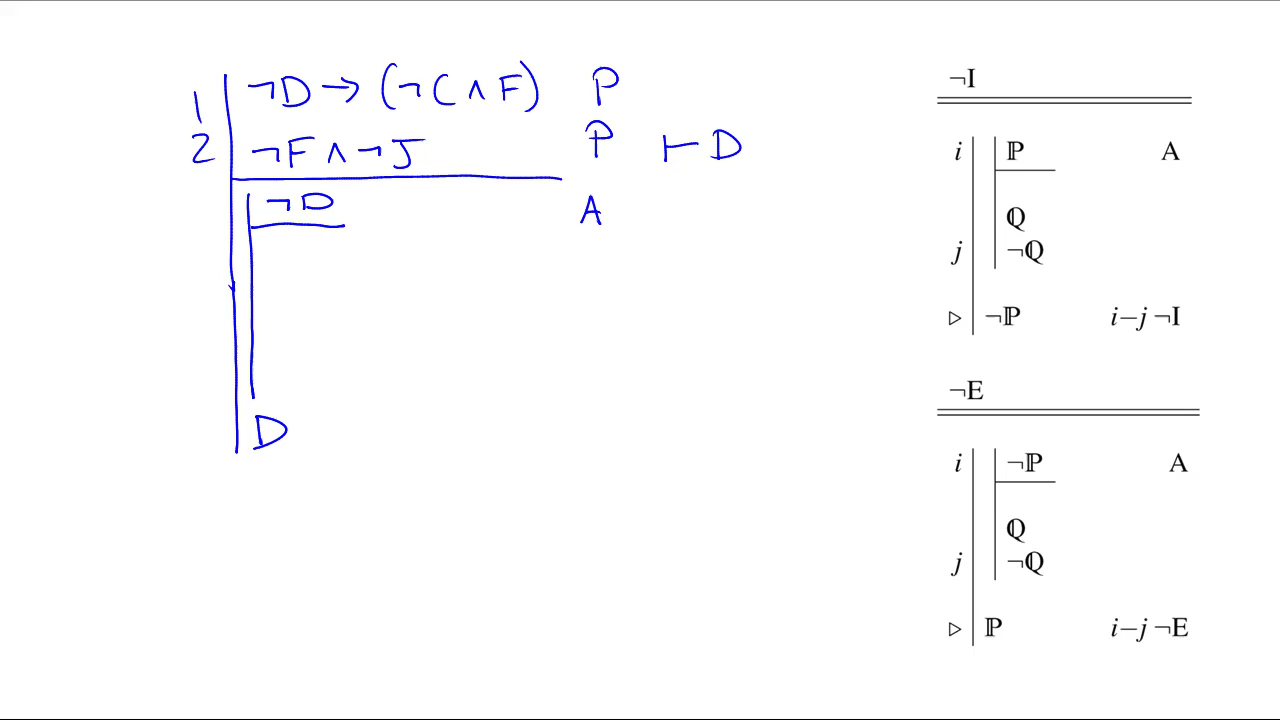 1 ¬D → (¬C ∧ F) P
2 ¬F ∧ ¬J P ⊢ D
¬D A
D
¬I
i ℙ A
ℚ
j ¬ℚ
▷ ¬ℙ i–j ¬I
¬E
i ¬ℙ A
ℚ
j ¬ℚ
▷ ℙ i–j ¬E